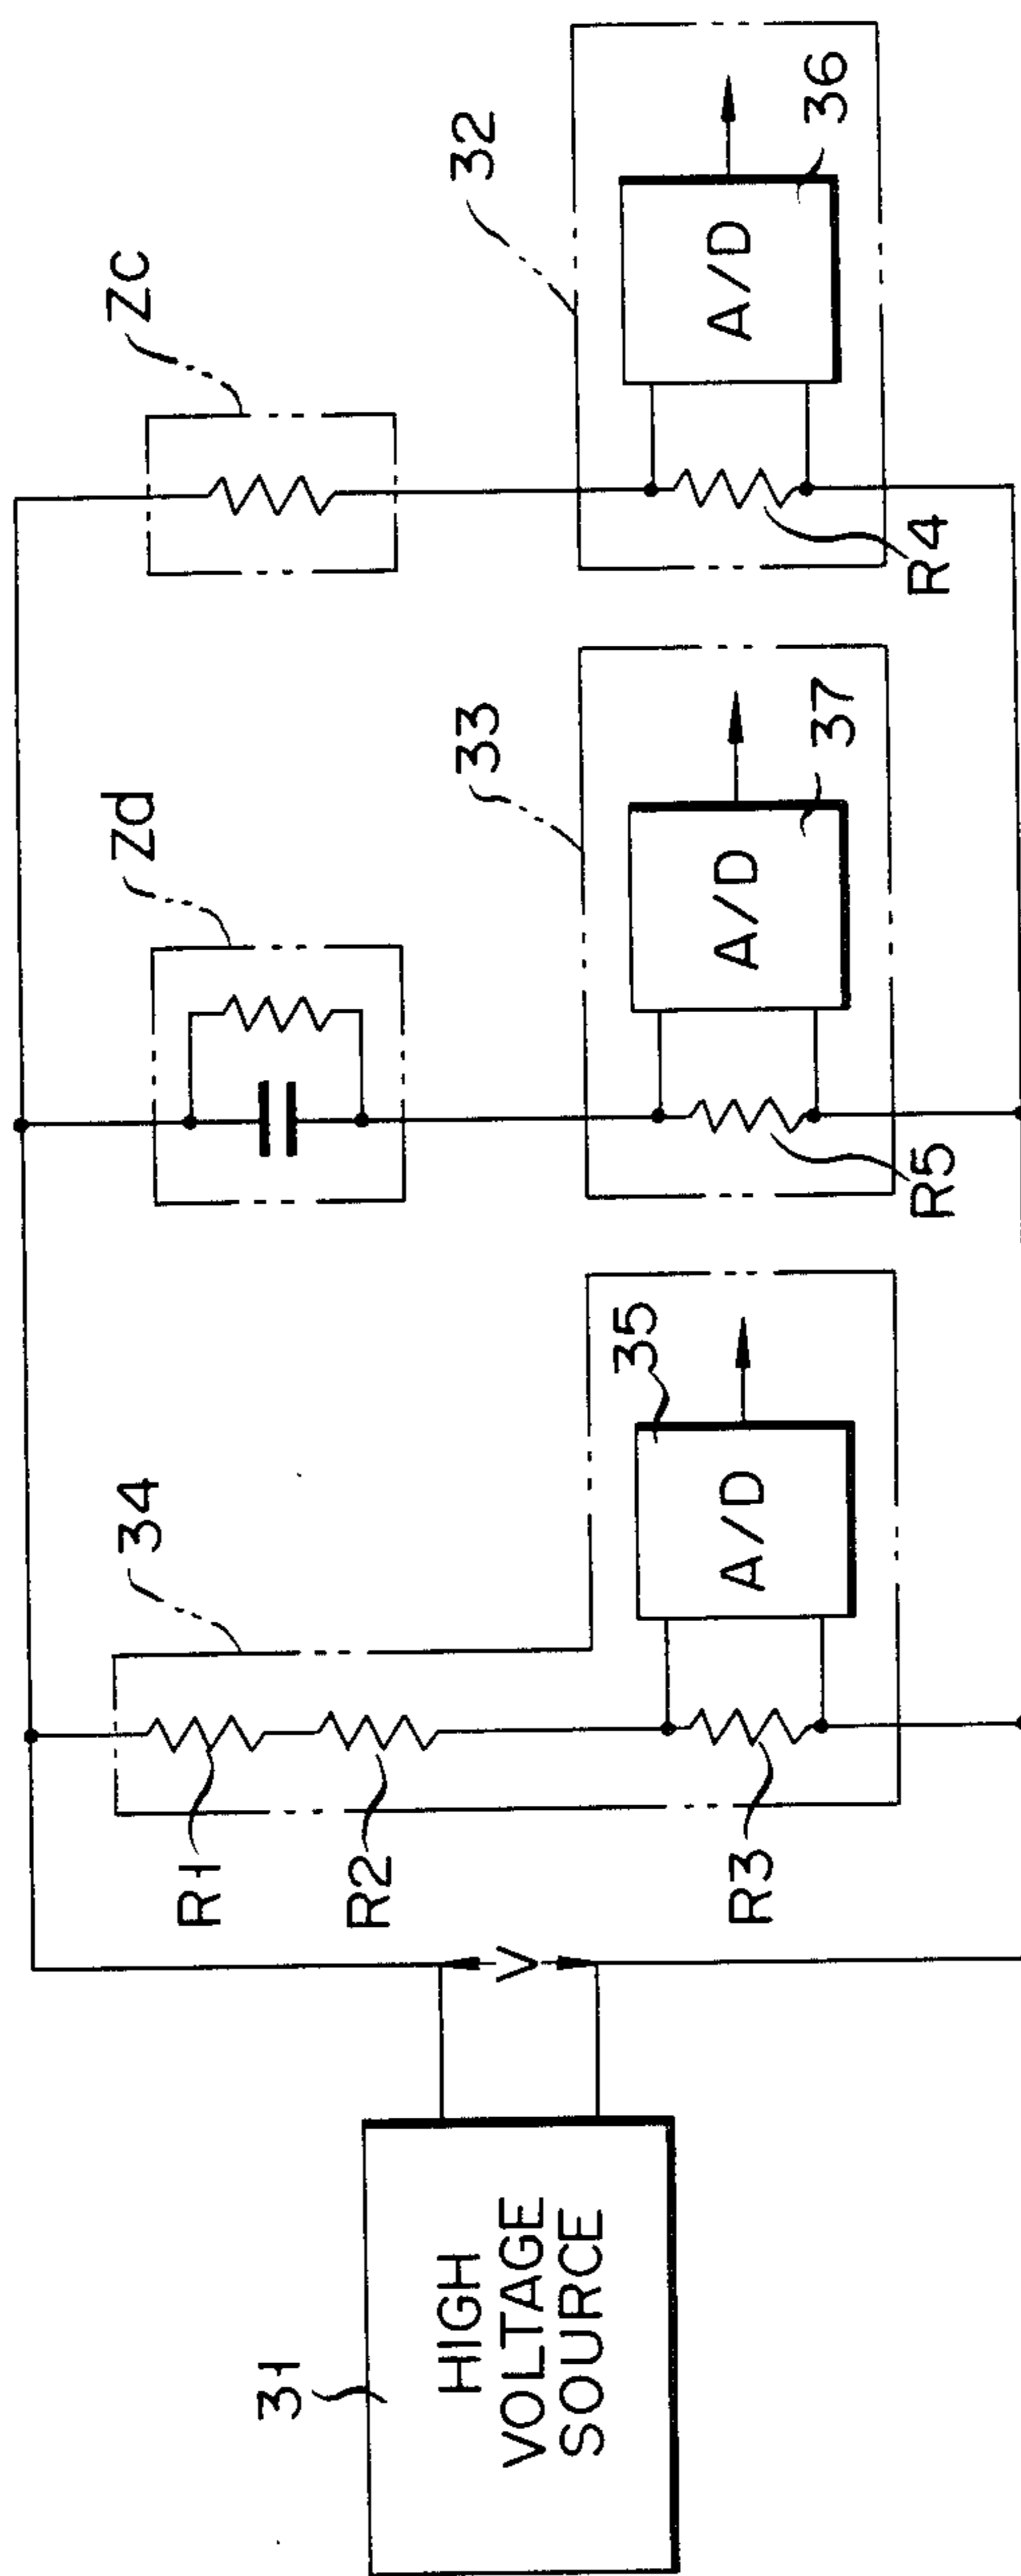 31
HIGH
VOLTAGE
SOURCE
V
R1
R2
R3
34
35
A/D
Zd
33
A/D
37
R5
Zc
32
A/D
36
R4